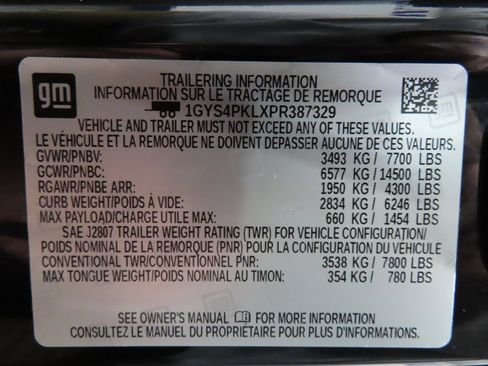 gm
TRAILERING INFORMATION
INFORMATION SUR LE TRACTAGE DE REMORQUE
1GYS4PKLXPR387329
VEHICLE AND TRAILER MUST NOT EXCEED ANY OF THESE VALUES.
LE VÉHICULE ET LA REMORQUE NE DOIVENT DEPASSER AUCUNE DE CES VALEURS.
GVWR/PNBV: 3493 KG / 7700 LBS
GCWR/PNBC: 6577 KG / 14500 LBS
RGAWR/PNBE ARR: 1950 KG / 4300 LBS
CURB WEIGHT/POIDS À VIDE: 2834 KG / 6246 LBS
MAX PAYLOAD/CHARGE UTILE MAX: 660 KG / 1454 LBS
SAE J2807 TRAILER WEIGHT RATING (TWR) FOR VEHICLE CONFIGURATION/
POIDS NOMINAL DE LA REMORQUE (PNR) POUR LA CONFIGURATION DU VÉHICULE
CONVENTIONAL TWR/CONVENTIONNEL PNR: 3538 KG / 7800 LBS
MAX TONGUE WEIGHT/POIDS NOMINAL AU TIMON: 354 KG / 780 LBS
SEE OWNER'S MANUAL FOR MORE INFORMATION
CONSULTEZ LE MANUEL DU PROPRIÉTAIRE POUR PLUS D'INFORMATION